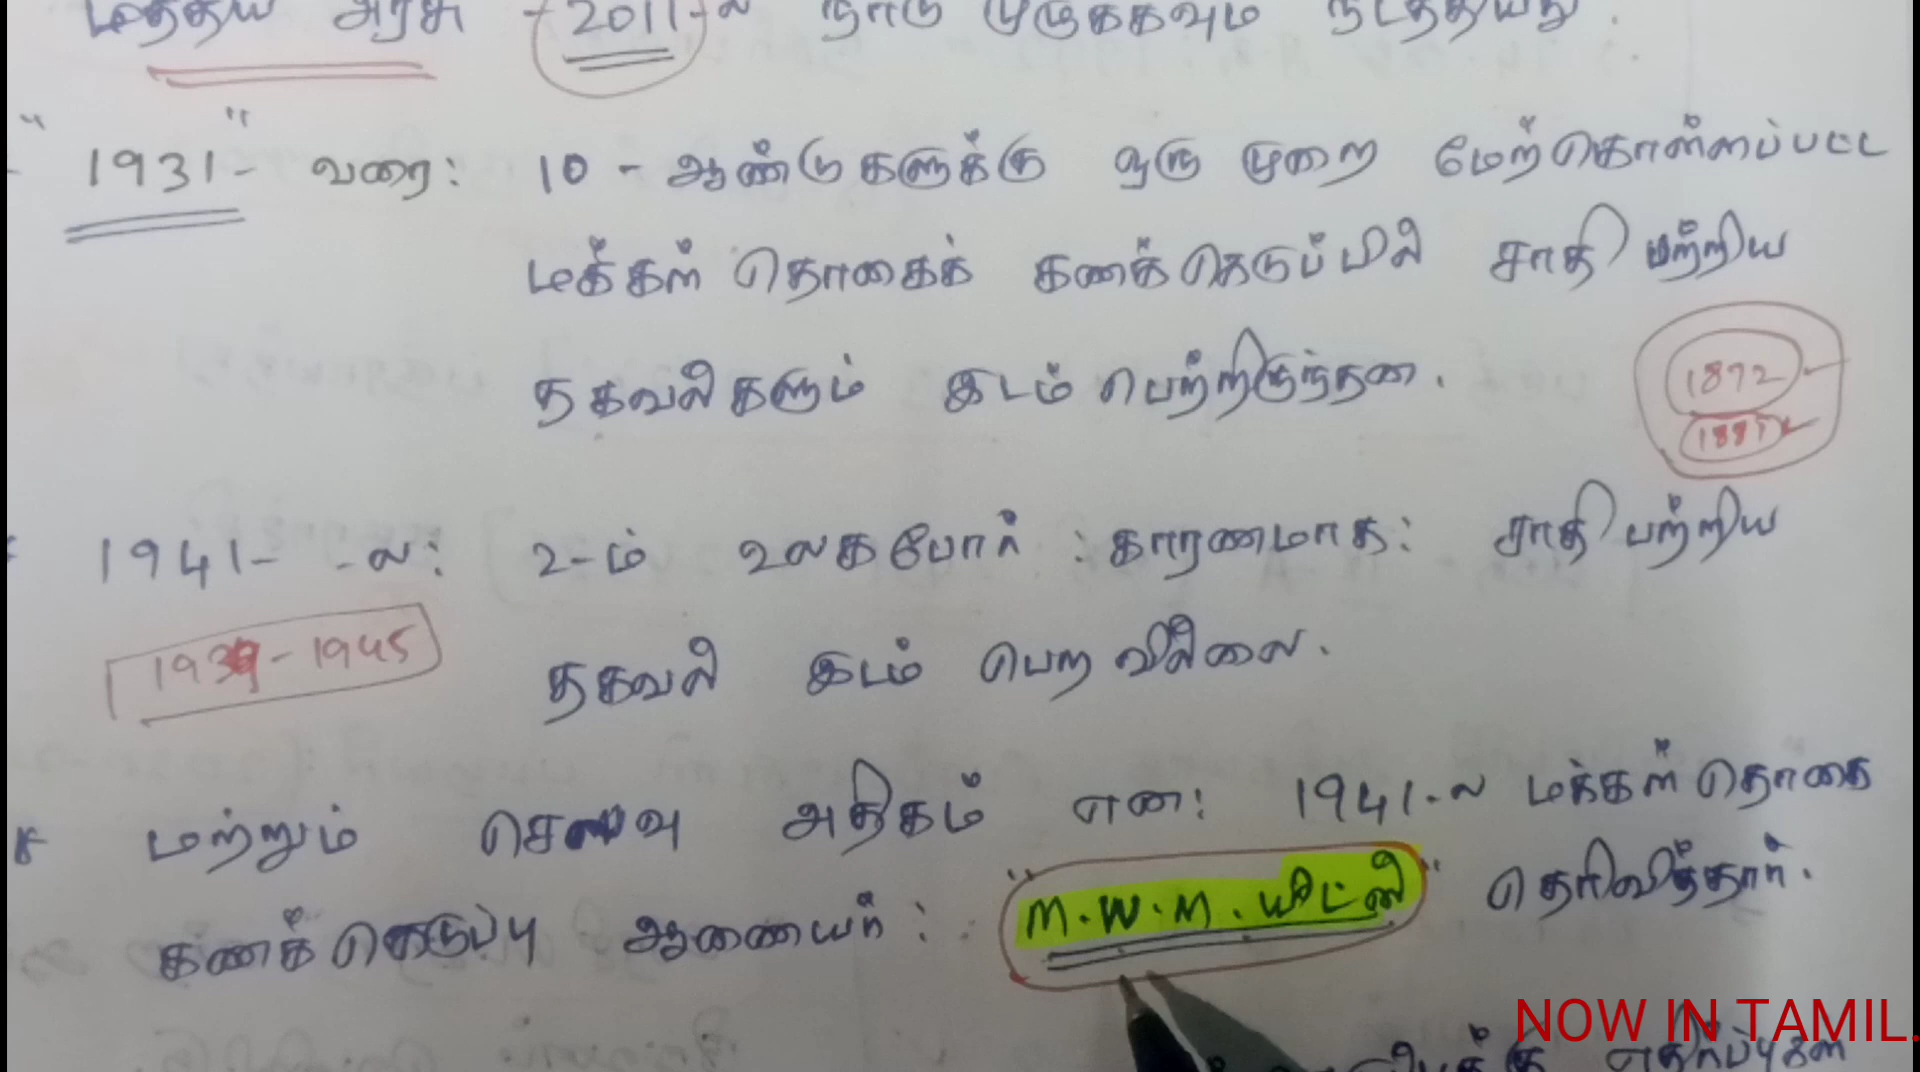 மத்திய அரசு - 2011-ல நாடு முழுக்கவும் நடத்தியது.
" 1931 "- வரை: 10 - ஆண்டுகளுக்கு ஒரு முறை மேற்கொள்ளப்பட்ட
மக்கள் தொகைக் கணக்கெடுப்பில் சாதி பற்றிய
தகவல்களும் இடம் பெற்றிருந்தன.
1872
1881
1941- -ல: 2-ம் உலகபோர் : காரணமாக: சாதி பற்றிய
1939 - 1945
தகவல் இடம் பெற வில்லை.
* மற்றும் செலவு அதிகம் என: 1941-ல மக்கள் தொகை
கணக்கெடுப்பு ஆணையர் : "M.W.M. யீட்ஸ்" தெரிவித்தார்.
எதிர்ப்புகள்
NOW IN TAMIL.